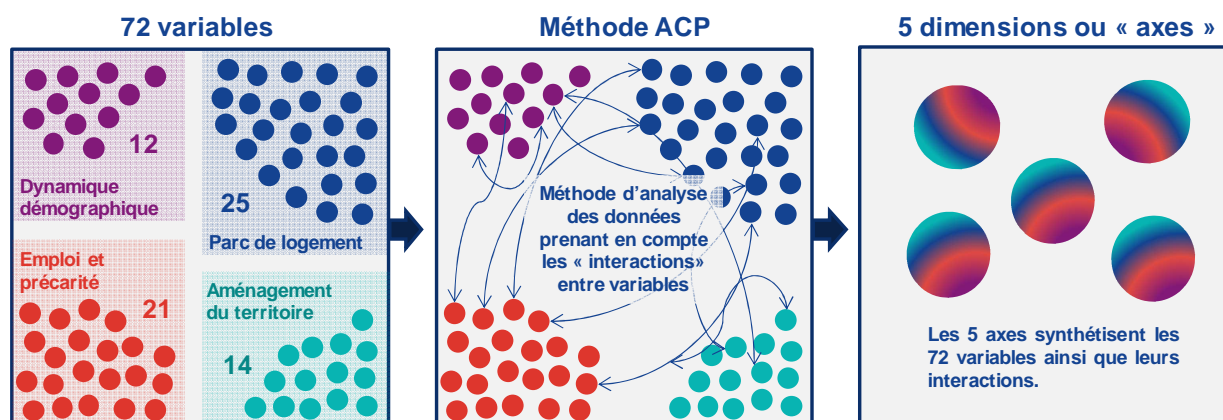 72 variables
12
Dynamique
démographique
25
Parc de logement
Emploi et
précarité
21
Aménagement
du territoire
14
Méthode ACP
Méthode d’analyse
des données
prenant en compte
les « interactions»
entre variables
5 dimensions ou « axes »
Les 5 axes synthétisent les
72 variables ainsi que leurs
interactions.